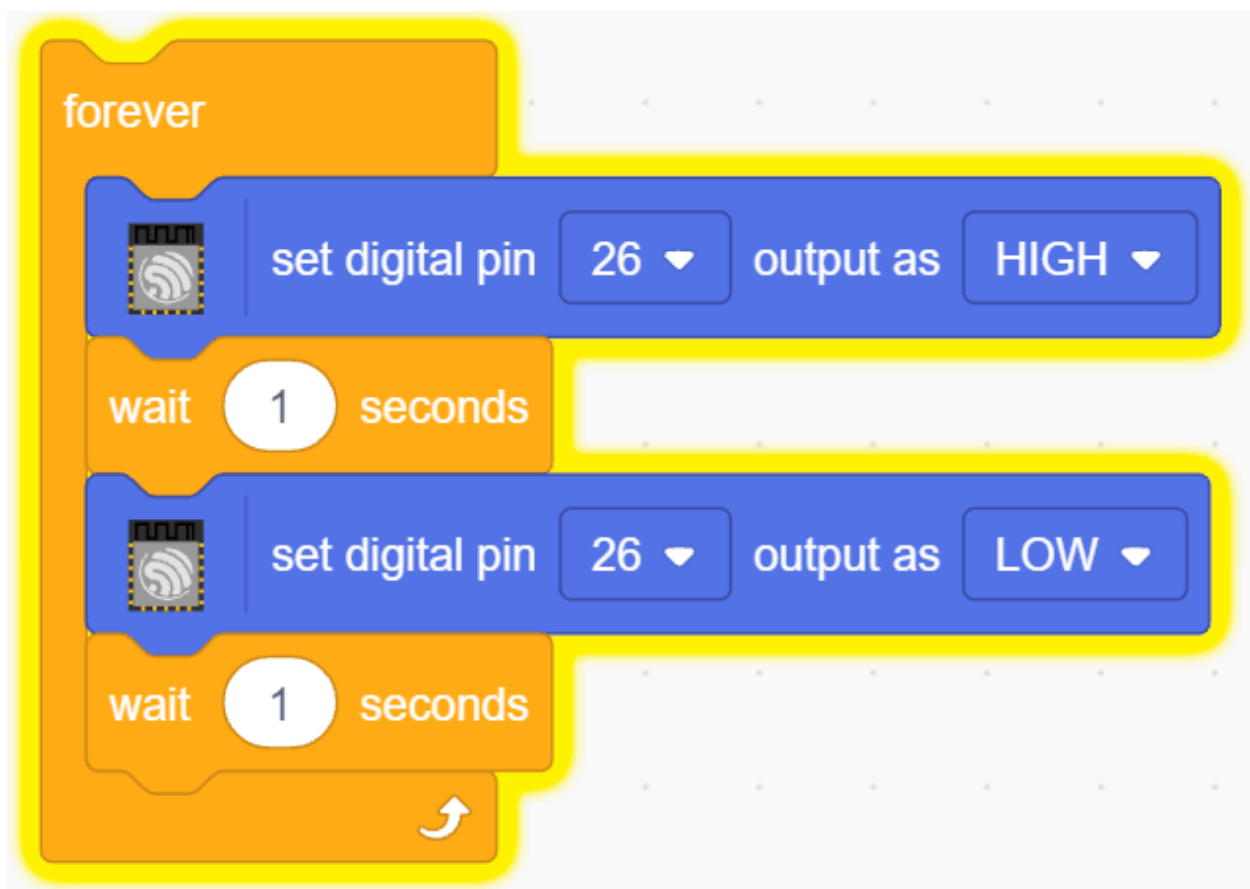 forever
set digital pin 26 output as HIGH
wait 1 seconds
set digital pin 26 output as LOW
wait 1 seconds